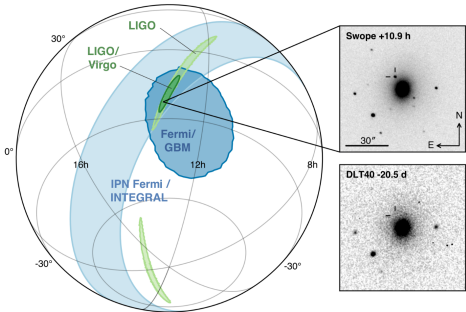 LIGO
LIGO/
Virgo
30°
0°
16h
Fermi/
GBM
12h
8h
IPN Fermi /
INTEGRAL
-30°
-30°
Swope +10.9 h
30"
N
E
DLT40 -20.5 d